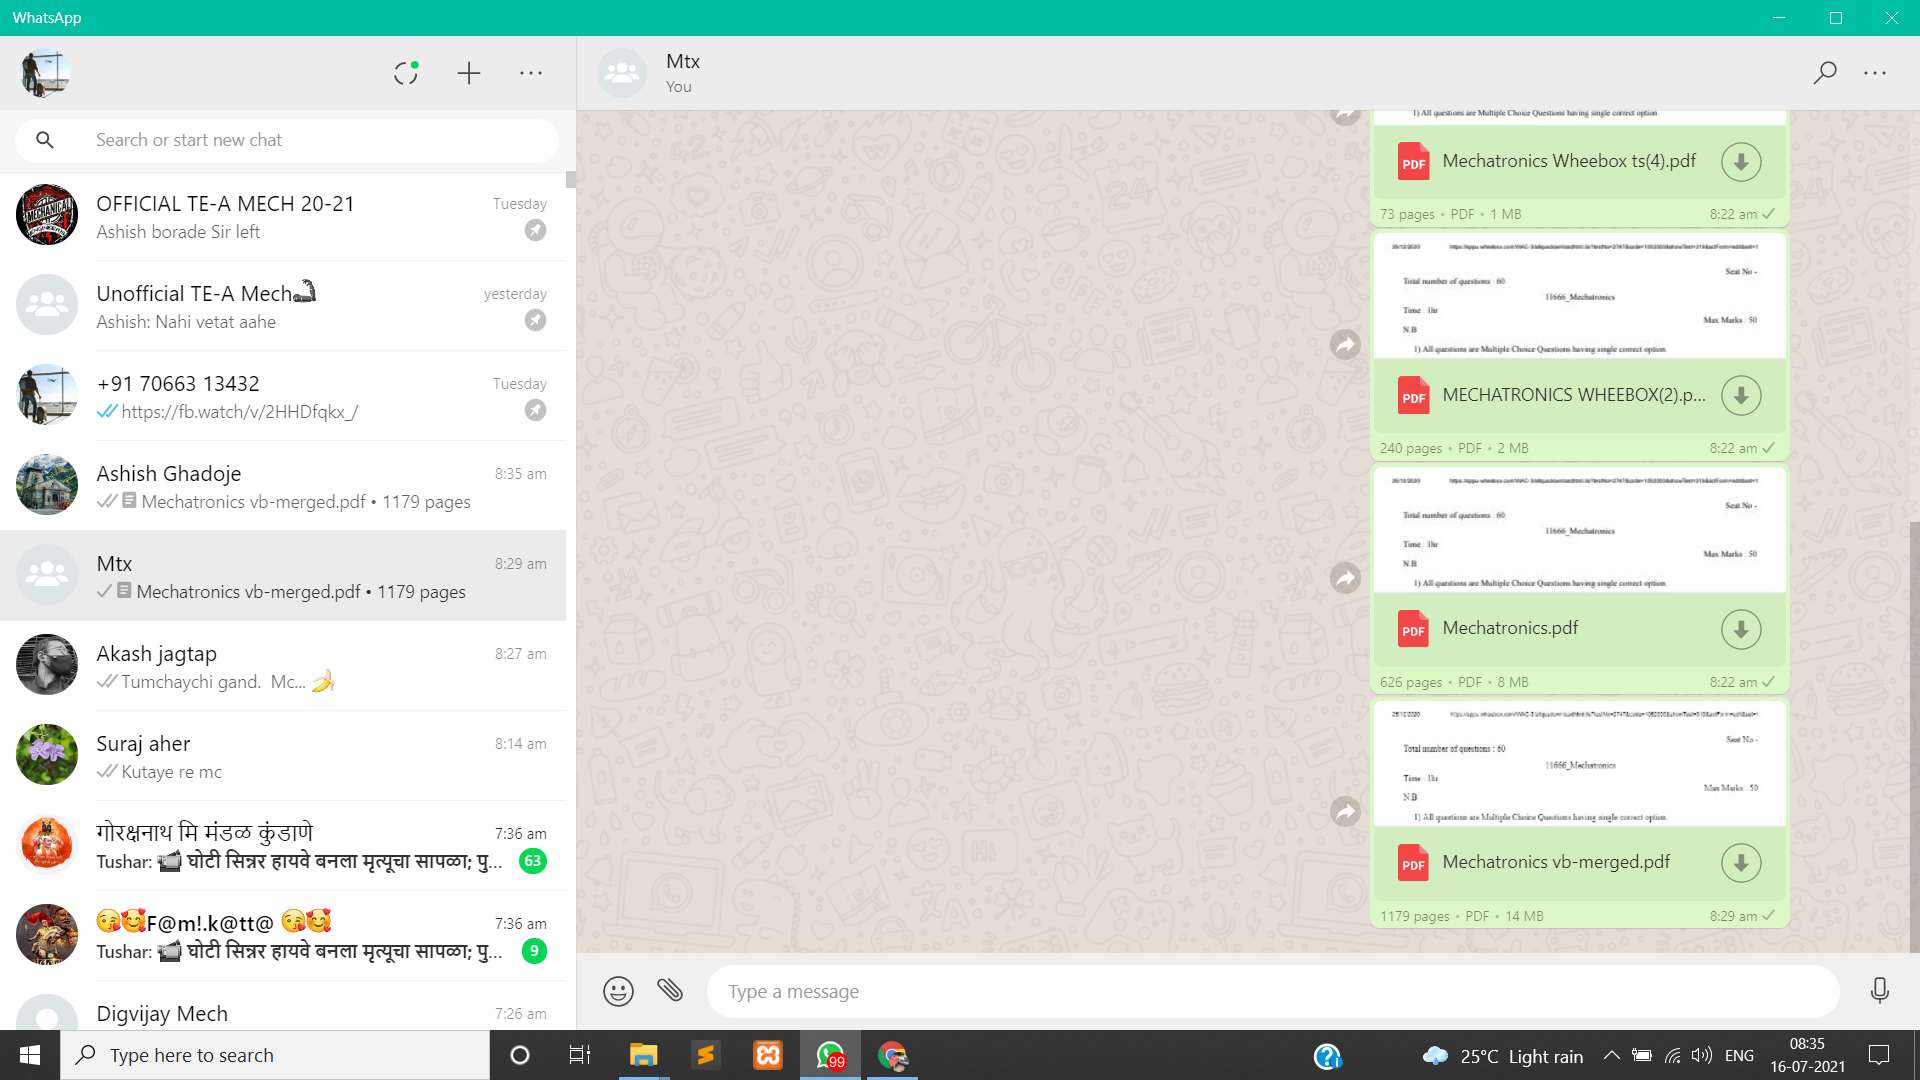 WhatsApp
Search or start new chat
OFFICIAL TE-A MECH 20-21
Tuesday
Ashish borade Sir left
Unofficial TE-A Mech🦾
yesterday
Ashish: Nahi vetat aahe
+91 70663 13432
Tuesday
https://fb.watch/v/2HHDfqkx_/
Ashish Ghadoje
8:35 am
Mechatronics vb-merged.pdf • 1179 pages
Mtx
8:29 am
Mechatronics vb-merged.pdf • 1179 pages
Akash jagtap
8:27 am
Tumchaychi gand.  Mc... 🍌
Suraj aher
8:14 am
Kutaye re mc
गोरक्षनाथ मि मंडळ कुंडाणे
7:36 am
Tushar: 📹 घोटी सिन्नर हायवे बनला मृत्यूचा सापळा; पु...
63
😘🥰F@m!.k@tt@ 😘🥰
7:36 am
Tushar: 📹 घोटी सिन्नर हायवे बनला मृत्यूचा सापळा; पु...
9
Digvijay Mech
7:26 am
Mtx
You
1) All questions are Multiple Choice Questions having single correct option.
PDF
Mechatronics Wheebox ts(4).pdf
73 pages • PDF • 1 MB
8:22 am
Seat No -
Total number of questions : 60
11666_Mechatronics
Time : 1hr
Max Marks : 50
N.B
1) All questions are Multiple Choice Questions having single correct option.
PDF
MECHATRONICS WHEEBOX(2).p...
240 pages • PDF • 2 MB
8:22 am
Seat No -
Total number of questions : 60
11666_Mechatronics
Time : 1hr
Max Marks : 50
N.B
1) All questions are Multiple Choice Questions having single correct option.
PDF
Mechatronics.pdf
626 pages • PDF • 8 MB
8:22 am
Seat No -
Total number of questions : 60
11666_Mechatronics
Time : 1hr
Max Marks : 50
N.B
1) All questions are Multiple Choice Questions having single correct option.
PDF
Mechatronics vb-merged.pdf
1179 pages • PDF • 14 MB
8:29 am
Type a message
Type here to search
99
25°C Light rain
ENG
08:35
16-07-2021